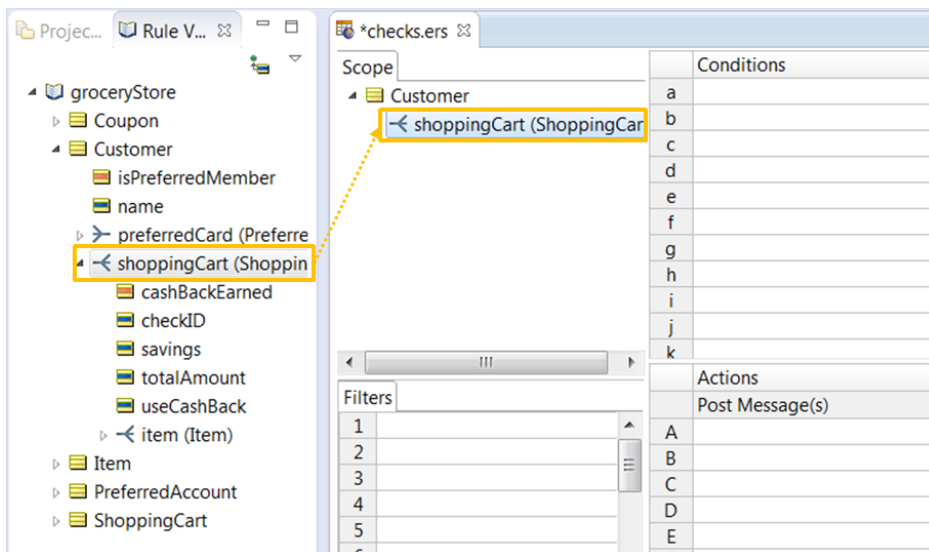 Projec...
Rule V...
groceryStore
Coupon
Customer
isPreferredMember
name
preferredCard (Preferre
shoppingCart (Shoppin
cashBackEarned
checkID
savings
totalAmount
useCashBack
item (Item)
Item
PreferredAccount
ShoppingCart
*checks.ers
Scope
Customer
shoppingCart (ShoppingCar
Filters
1
2
3
4
5
Conditions
a
b
c
d
e
f
g
h
i
j
k
Actions
Post Message(s)
A
B
C
D
E